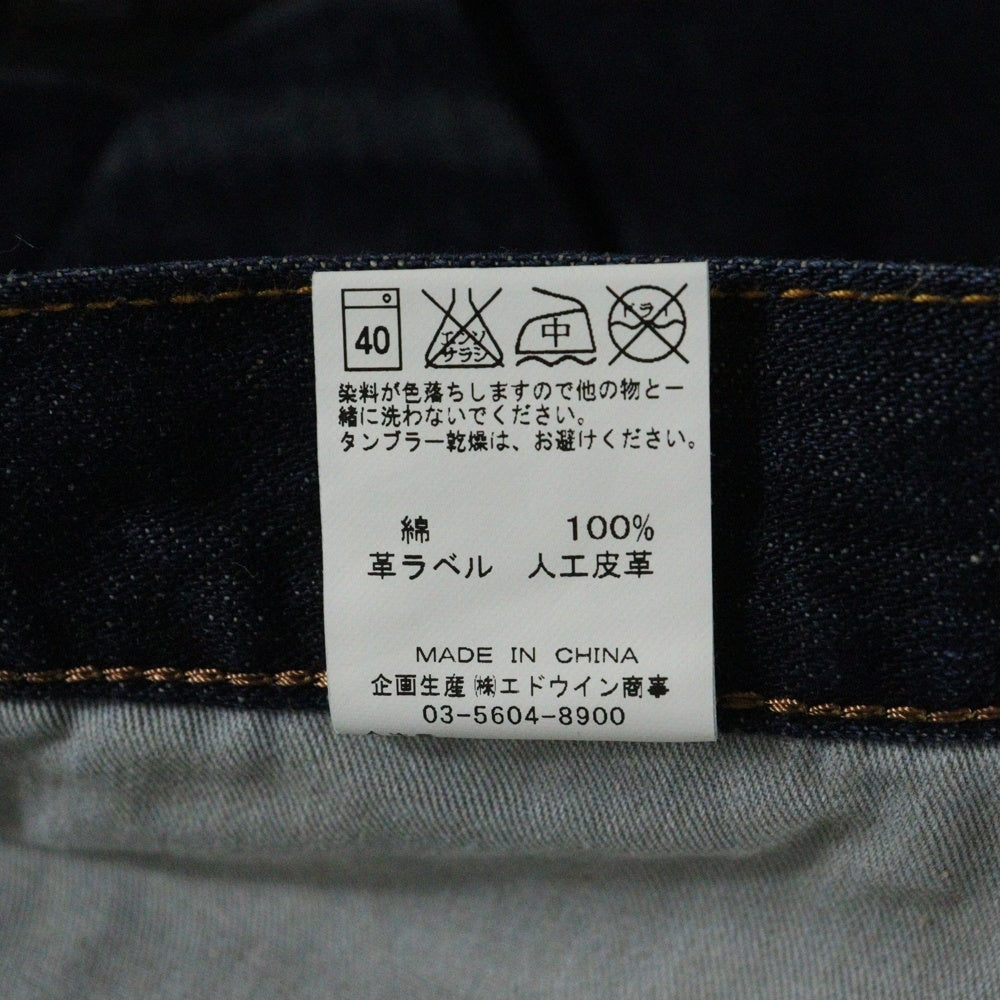 40 エンソサラシ 中 ドライ
染料が色落ちしますので他の物と一
緒に洗わないでください。
タンブラー乾燥は、お避けください。
綿 100%
革ラベル 人工皮革
MADE IN CHINA
企画生産 ㈱エドウイン商事
03-5604-8900